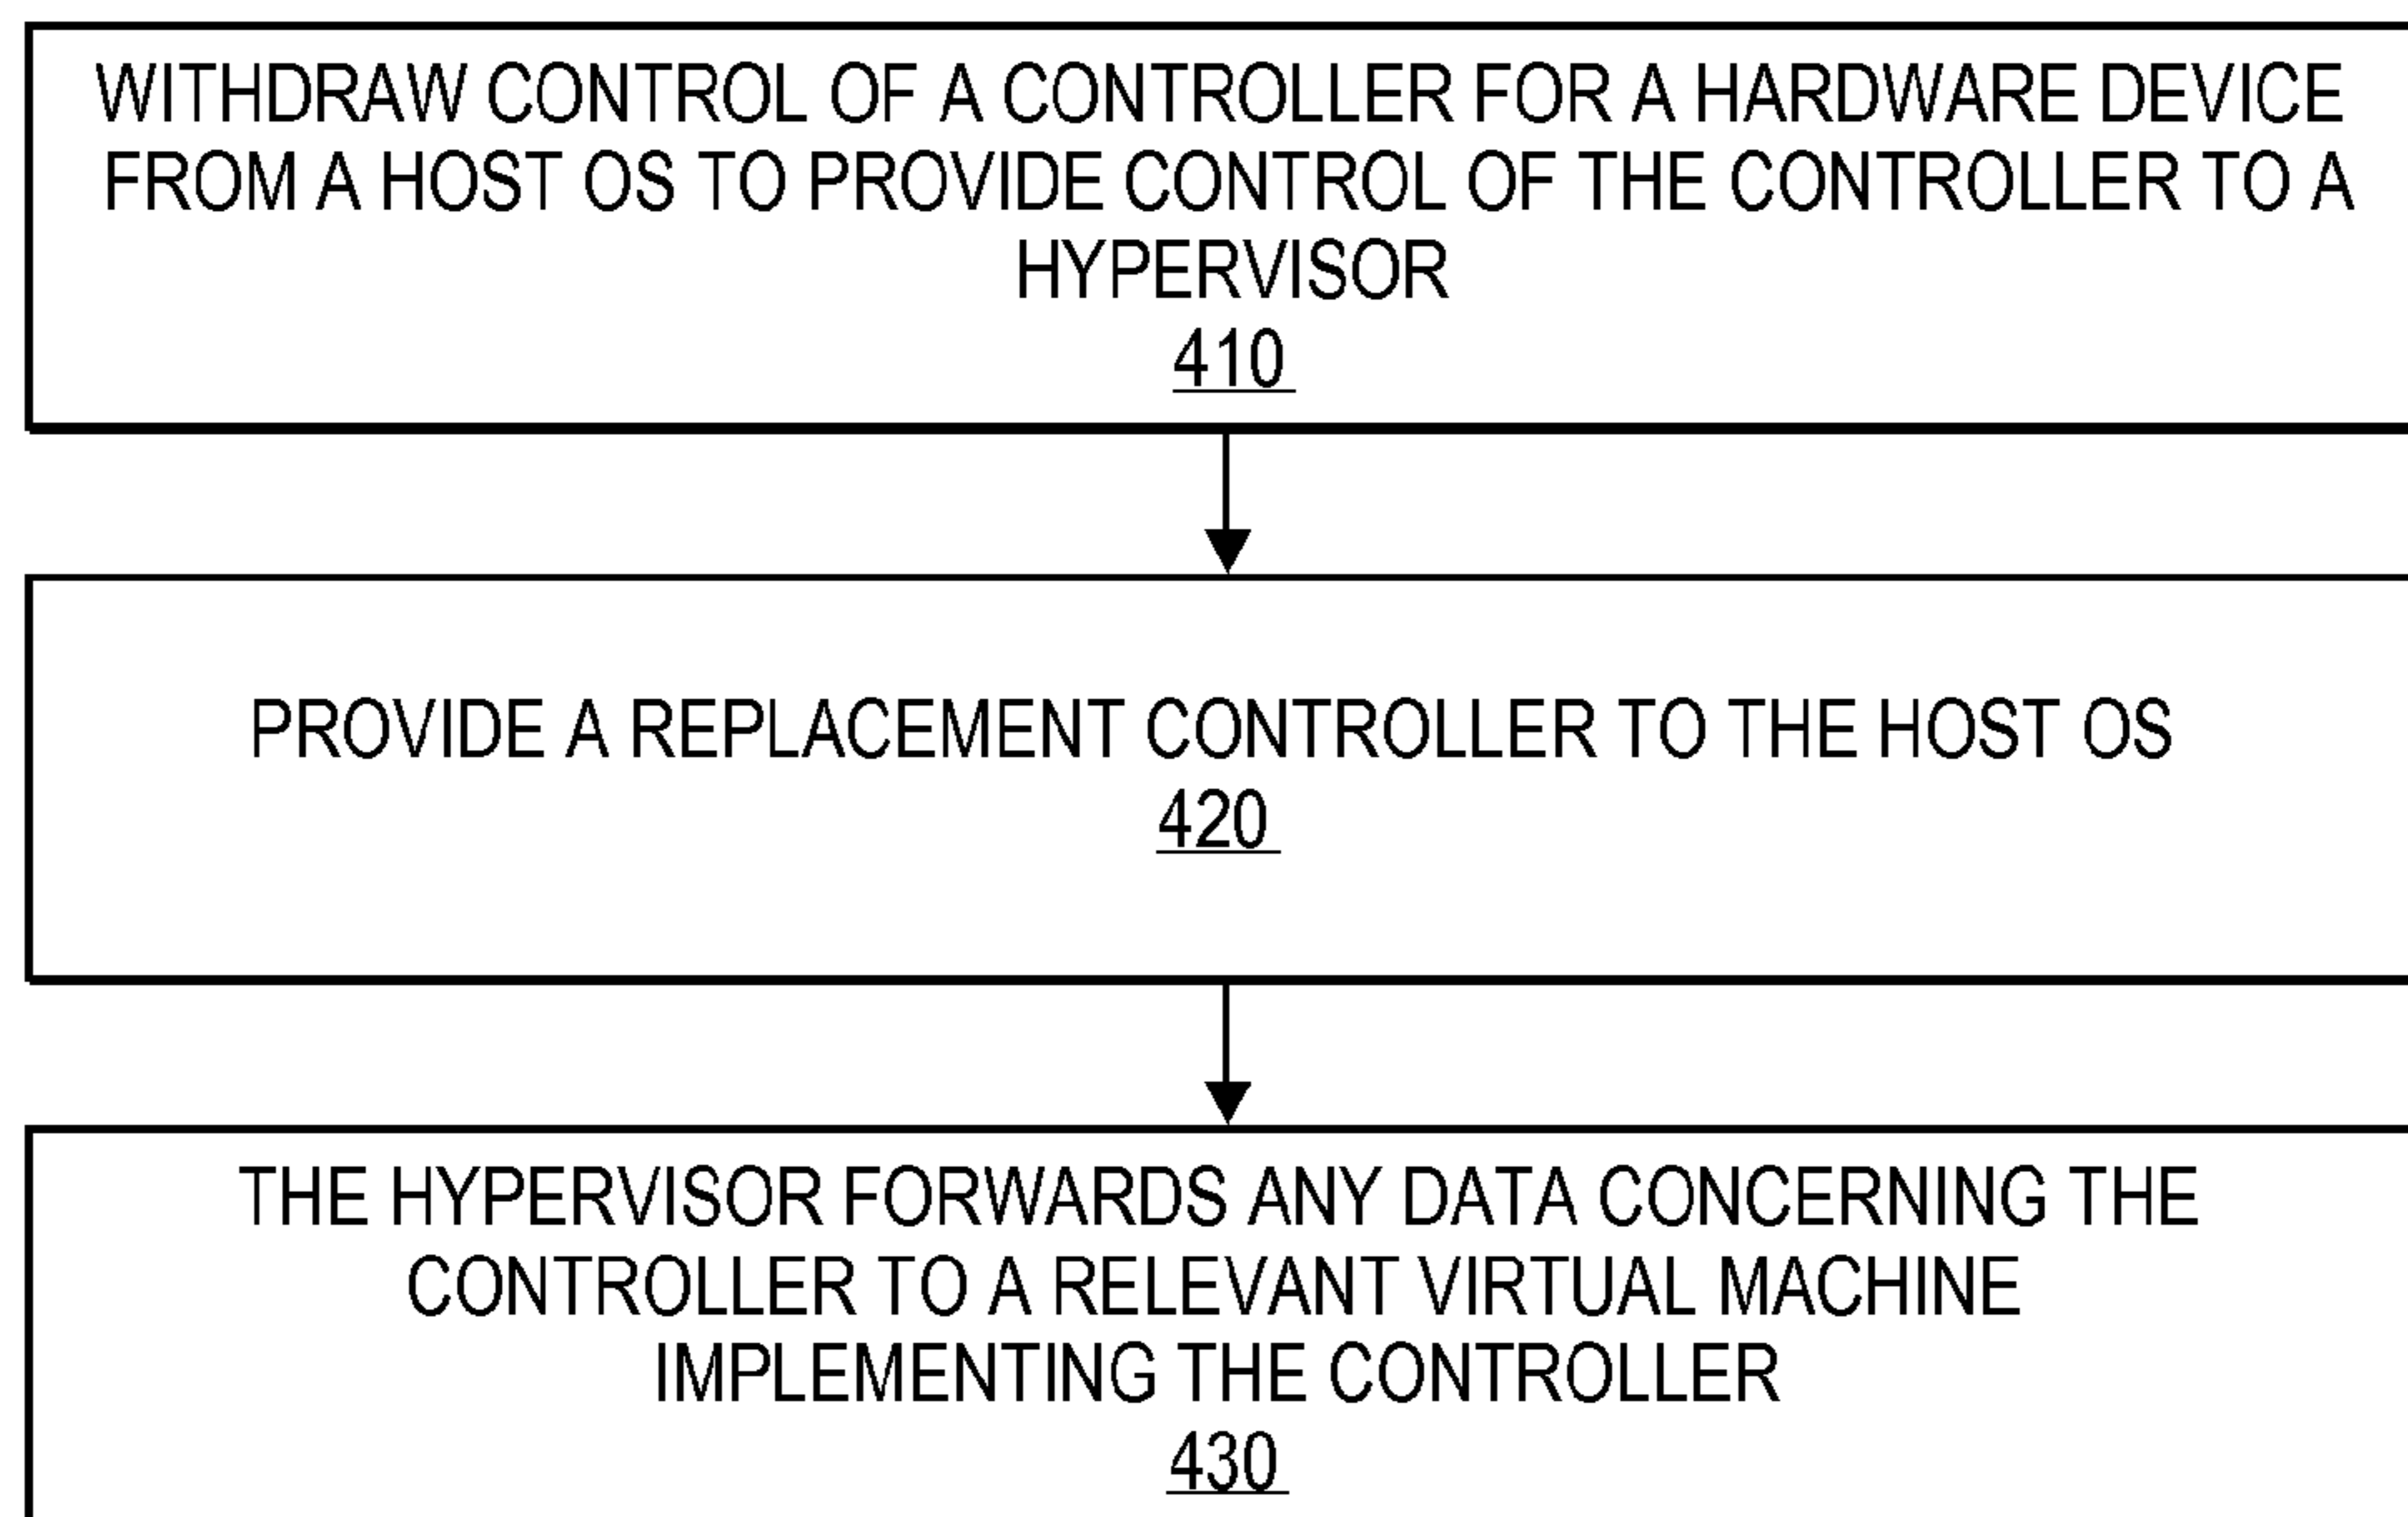 WITHDRAW CONTROL OF A CONTROLLER FOR A HARDWARE DEVICE
FROM A HOST OS TO PROVIDE CONTROL OF THE CONTROLLER TO A
HYPERVISOR
410
PROVIDE A REPLACEMENT CONTROLLER TO THE HOST OS
420
THE HYPERVISOR FORWARDS ANY DATA CONCERNING THE
CONTROLLER TO A RELEVANT VIRTUAL MACHINE
IMPLEMENTING THE CONTROLLER
430